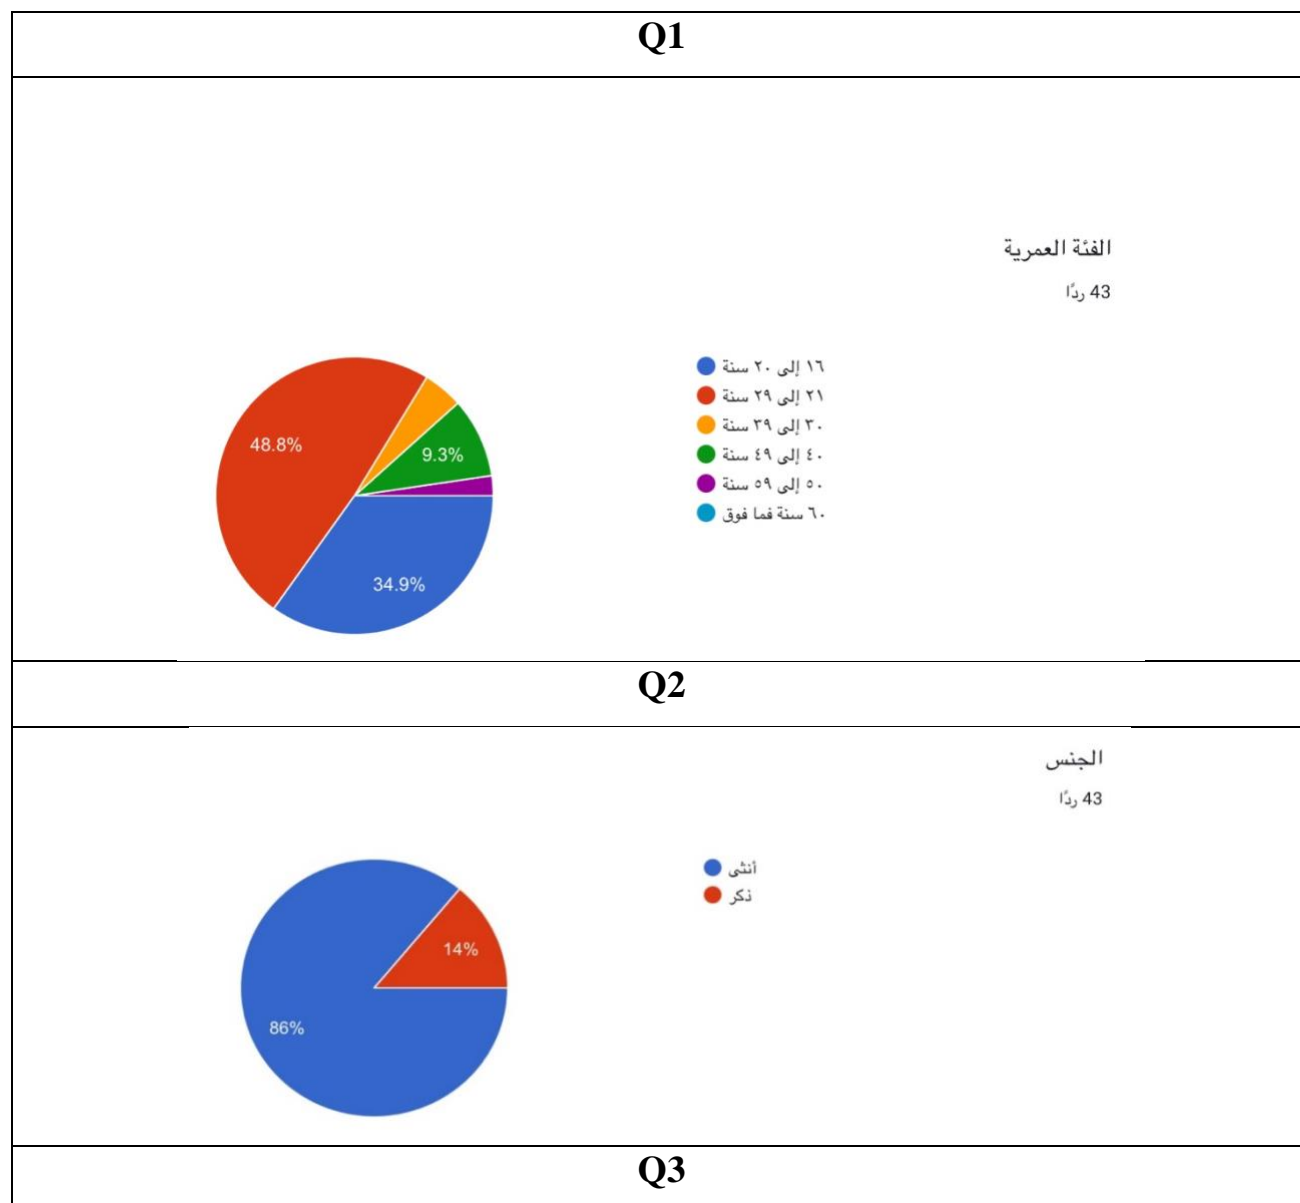 Q1
الفئة العمرية
43 ردًا
١٦ إلى ٢٠ سنة
٢١ إلى ٢٩ سنة
٣٠ إلى ٣٩ سنة
٤٠ إلى ٤٩ سنة
٥٠ إلى ٥٩ سنة
٦٠ سنة فما فوق
48.8%
9.3%
34.9%
Q2
الجنس
43 ردًا
أنثى
ذكر
14%
86%
Q3